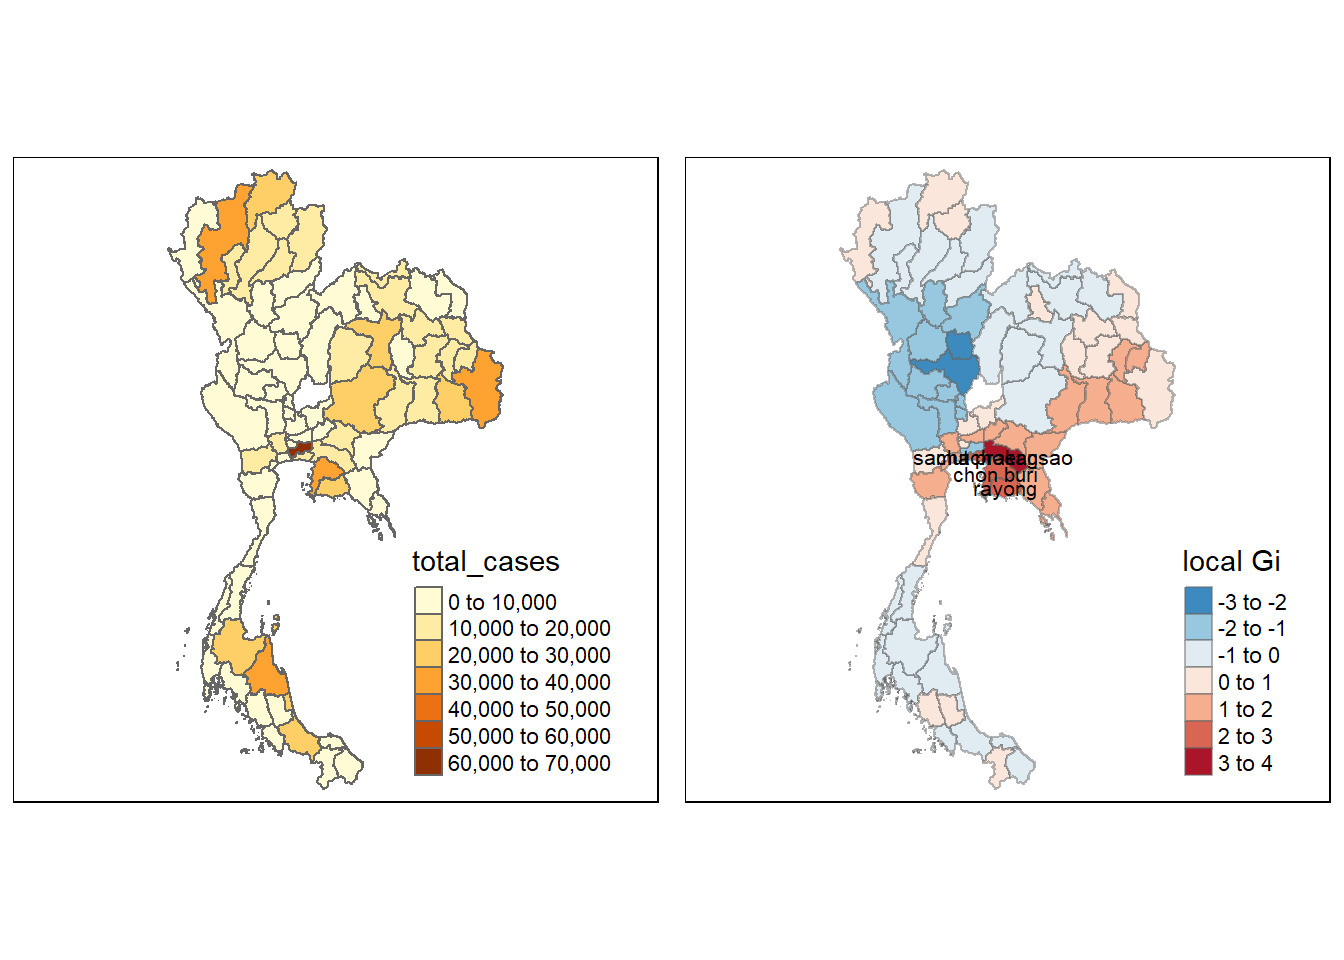 total_cases
0 to 10,000
10,000 to 20,000
20,000 to 30,000
30,000 to 40,000
40,000 to 50,000
50,000 to 60,000
60,000 to 70,000
chon buri
rayong
local Gi
-3 to -2
-2 to -1
-1 to 0
0 to 1
1 to 2
2 to 3
3 to 4